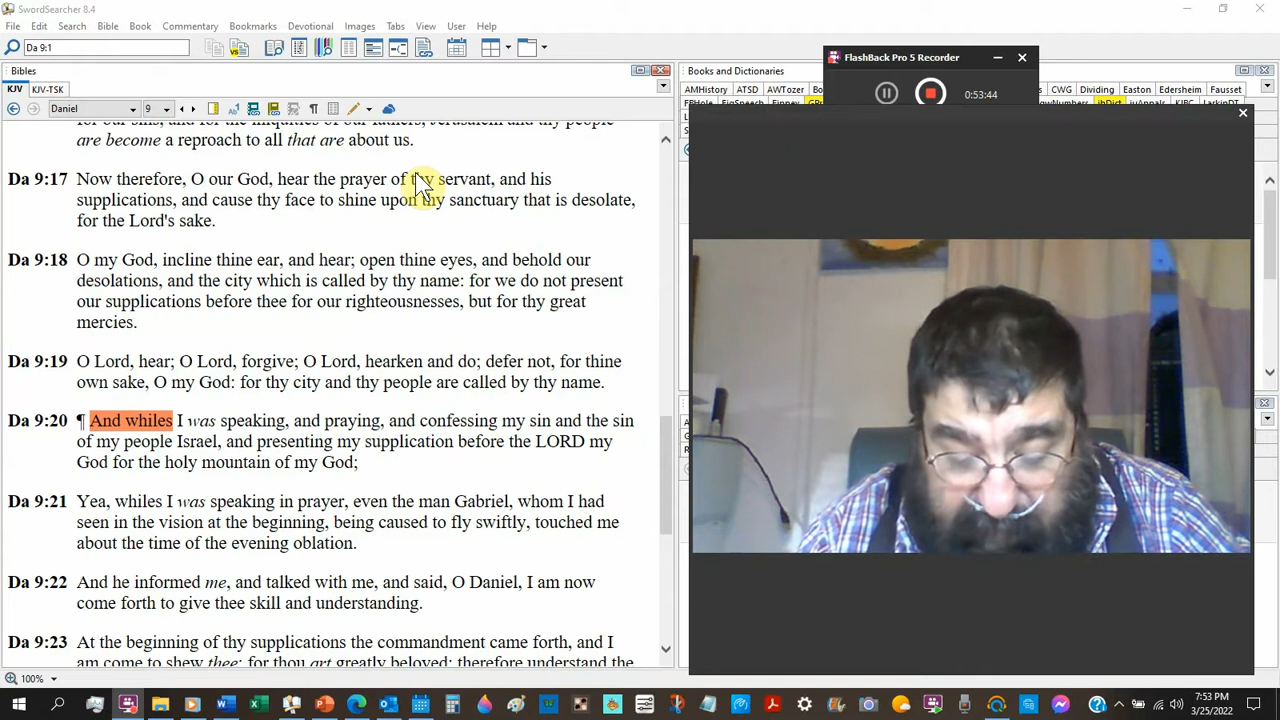 SwordSearcher 8.4
File Edit Search Bible Book Commentary Bookmarks Devotional Images Tabs View User Help
Da 9:1
FlashBack Pro 5 Recorder
0:53:44
Bibles
Books and Dictionaries
KJV KJV-TSK
AMHistory ATSD AWTozer
CWG Dividing Easton Edersheim Fausset
Daniel 9
are become a reproach to all that are about us.
Da 9:17 Now therefore, O our God, hear the prayer of thy servant, and his
supplications, and cause thy face to shine upon thy sanctuary that is desolate,
for the Lord's sake.
Da 9:18 O my God, incline thine ear, and hear; open thine eyes, and behold our
desolations, and the city which is called by thy name: for we do not present
our supplications before thee for our righteousnesses, but for thy great
mercies.
Da 9:19 O Lord, hear; O Lord, forgive; O Lord, hearken and do; defer not, for thine
own sake, O my God: for thy city and thy people are called by thy name.
Da 9:20 ¶ And whiles I was speaking, and praying, and confessing my sin and the sin
of my people Israel, and presenting my supplication before the LORD my
God for the holy mountain of my God;
Da 9:21 Yea, whiles I was speaking in prayer, even the man Gabriel, whom I had
seen in the vision at the beginning, being caused to fly swiftly, touched me
about the time of the evening oblation.
Da 9:22 And he informed me, and talked with me, and said, O Daniel, I am now
come forth to give thee skill and understanding.
Da 9:23 At the beginning of thy supplications the commandment came forth, and I
am come to shew thee; for thou art greatly beloved: therefore understand the
100%
7:53 PM
3/25/2022